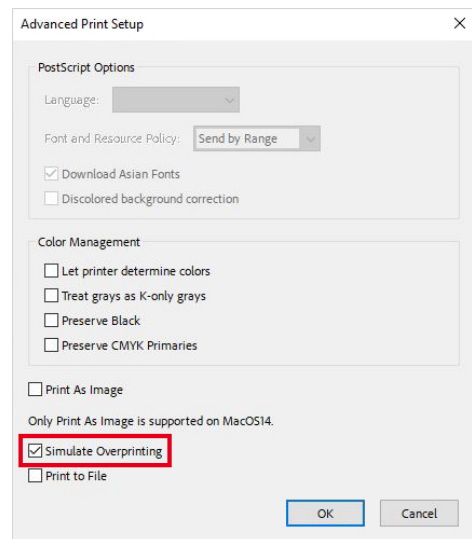 Advanced Print Setup
PostScript Options
Language:
Font and Resource Policy: Send by Range
Download Asian Fonts
Discolored background correction
Color Management
Let printer determine colors
Treat grays as K-only grays
Preserve Black
Preserve CMYK Primaries
Print As Image
Only Print As Image is supported on MacOS14.
Simulate Overprinting
Print to File
OK Cancel